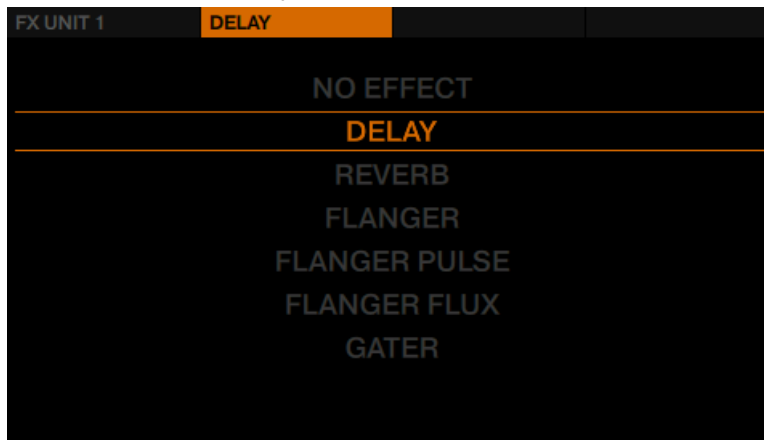 FX UNIT 1 DELAY
NO EFFECT
DELAY
REVERB
FLANGER
FLANGER PULSE
FLANGER FLUX
GATER